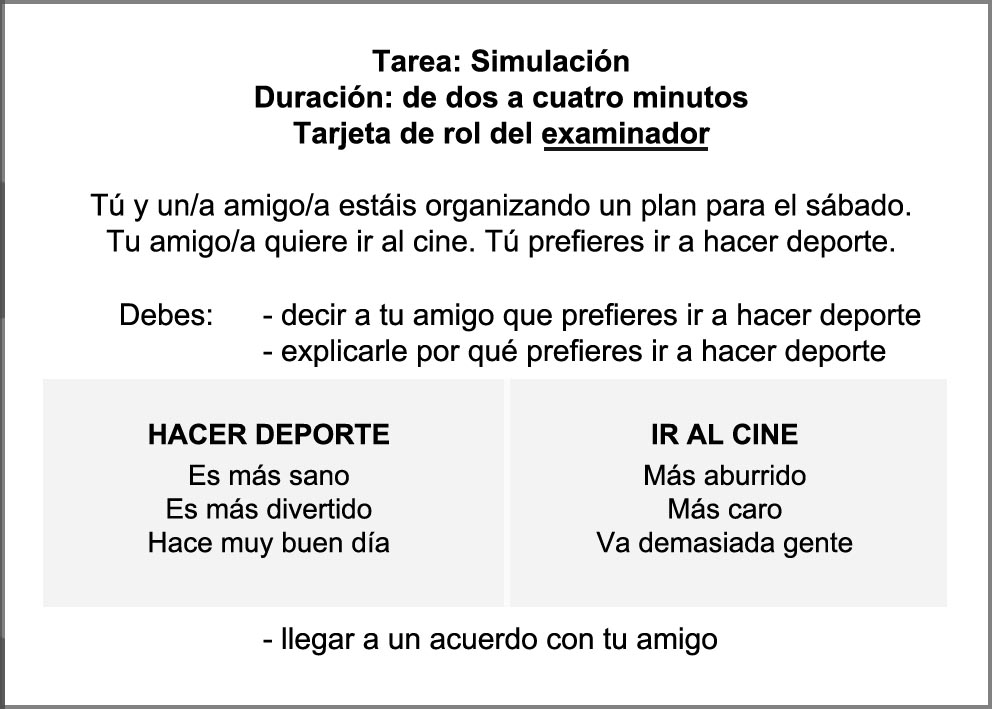 Tarea: Simulación
Duración: de dos a cuatro minutos
Tarjeta de rol del examinador
Tú y un/a amigo/a estáis organizando un plan para el sábado.
Tu amigo/a quiere ir al cine. Tú prefieres ir a hacer deporte.
Debes: - decir a tu amigo que prefieres ir a hacer deporte
- explicarle por qué prefieres ir a hacer deporte
HACER DEPORTE
Es más sano
Es más divertido
Hace muy buen día
IR AL CINE
Más aburrido
Más caro
Va demasiada gente
- llegar a un acuerdo con tu amigo